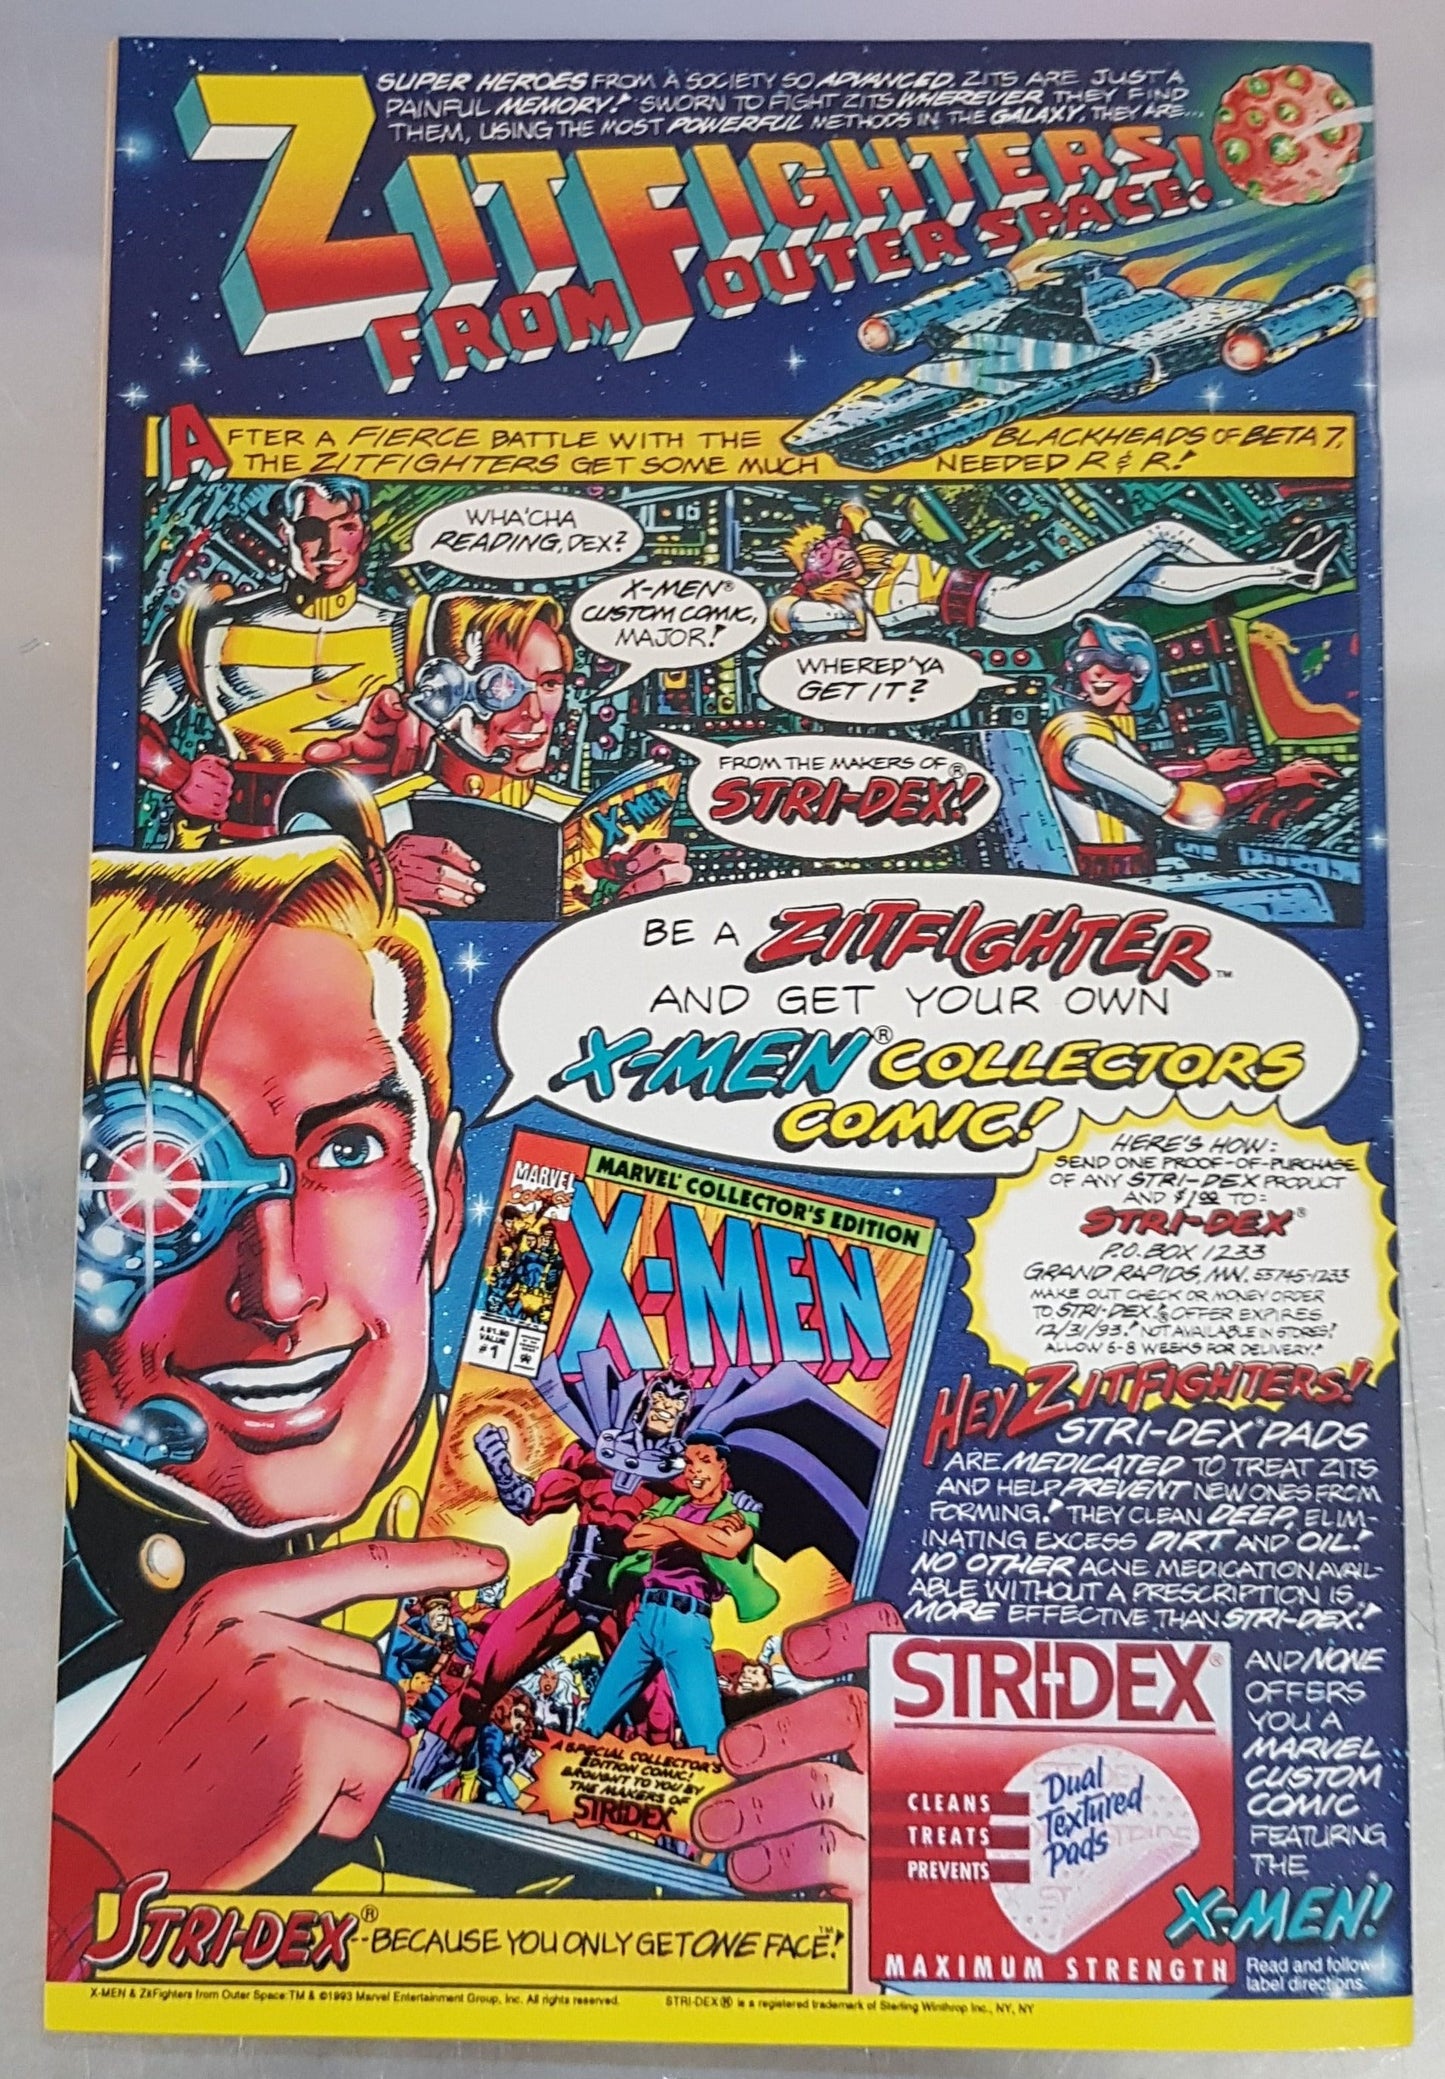 SUPER HEROES FROM A SOCIETY SO ADVANCED, ZITS ARE JUST A
PAINFUL MEMORY! SWORN TO FIGHT ZITS WHEREVER THEY FIND
THEM, USING THE MOST POWERFUL METHODS IN THE GALAXY, THEY ARE...
ZITFIGHTERS
FROM OUTER SPACE!
AFTER A FIERCE BATTLE WITH THE BLACKHEADS OF BETA 7,
THE ZITFIGHTERS GET SOME MUCH NEEDED R & R!
WHA'CHA
READING, DEX?
X-MEN®
CUSTOM COMIC,
MAJOR!
WHERED'YA
GET IT?
FROM THE MAKERS OF
STRI-DEX®!
X-MEN
BE A ZITFIGHTER™
AND GET YOUR OWN
X-MEN® COLLECTORS
COMIC!
HERE'S HOW:
SEND ONE PROOF-OF-PURCHASE
OF ANY STRI-DEX PRODUCT
AND $1.00 TO:
STRI-DEX®
P.O. BOX 1233
GRAND RAPIDS, MN. 55745-1233
MAKE OUT CHECK OR MONEY ORDER
TO STRI-DEX®! OFFER EXPIRES
12/31/93! NOT AVAILABLE IN STORES!
ALLOW 6-8 WEEKS FOR DELIVERY!
MARVEL COMICS
MARVEL COLLECTOR'S EDITION
X-MEN
A $1.50
VALUE
#1
A SPECIAL COLLECTOR'S
EDITION COMIC!
BROUGHT TO YOU BY
THE MAKERS OF
STRIDEX
HEY ZITFIGHTERS!
STRI-DEX® PADS
ARE MEDICATED TO TREAT ZITS
AND HELP PREVENT NEW ONES FROM
FORMING! THEY CLEAN DEEP, ELIM-
INATING EXCESS DIRT AND OIL!
NO OTHER ACNE MEDICATION AVAIL-
ABLE WITHOUT A PRESCRIPTION IS
MORE EFFECTIVE THAN STRI-DEX!
AND NONE
OFFERS
YOU A
MARVEL
CUSTOM
COMIC
FEATURING
THE
X-MEN®!
Read and follow
label directions.
STRI-DEX®
CLEANS
TREATS
PREVENTS
Dual
Textured
Pads
MAXIMUM STRENGTH
STRI-DEX®--BECAUSE YOU ONLY GET ONE FACE™!
X-MEN & ZitFighters from Outer Space:TM & ©1993 Marvel Entertainment Group, Inc. All rights reserved.
STRI-DEX® is a registered trademark of Sterling Winthrop Inc., NY, NY